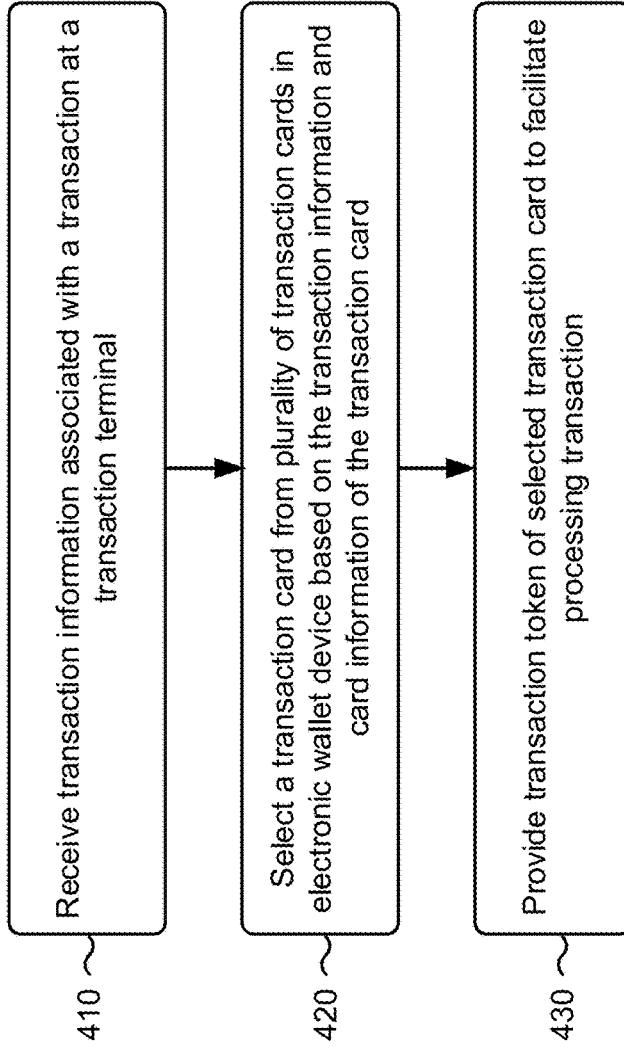 410
Receive transaction information associated with a transaction at a
transaction terminal
420
Select a transaction card from plurality of transaction cards in
electronic wallet device based on the transaction information and
card information of the transaction card
430
Provide transaction token of selected transaction card to facilitate
processing transaction